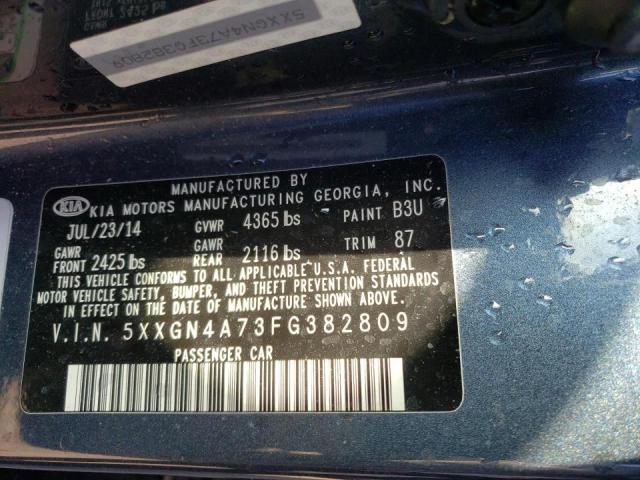 5XXGN4A73FG382809
MANUFACTURED BY
KIA KIA MOTORS MANUFACTURING GEORGIA, INC.
JUL/23/14 GVWR 4365 lbs PAINT B3U
GAWR FRONT 2425 lbs GAWR REAR 2116 lbs TRIM 87
THIS VEHICLE CONFORMS TO ALL APPLICABLE U.S.A. FEDERAL
MOTOR VEHICLE SAFETY, BUMPER, AND THEFT PREVENTION STANDARDS
IN EFFECT ON THE DATE OF MANUFACTURE SHOWN ABOVE.
V.I.N. 5XXGN4A73FG382809
PASSENGER CAR